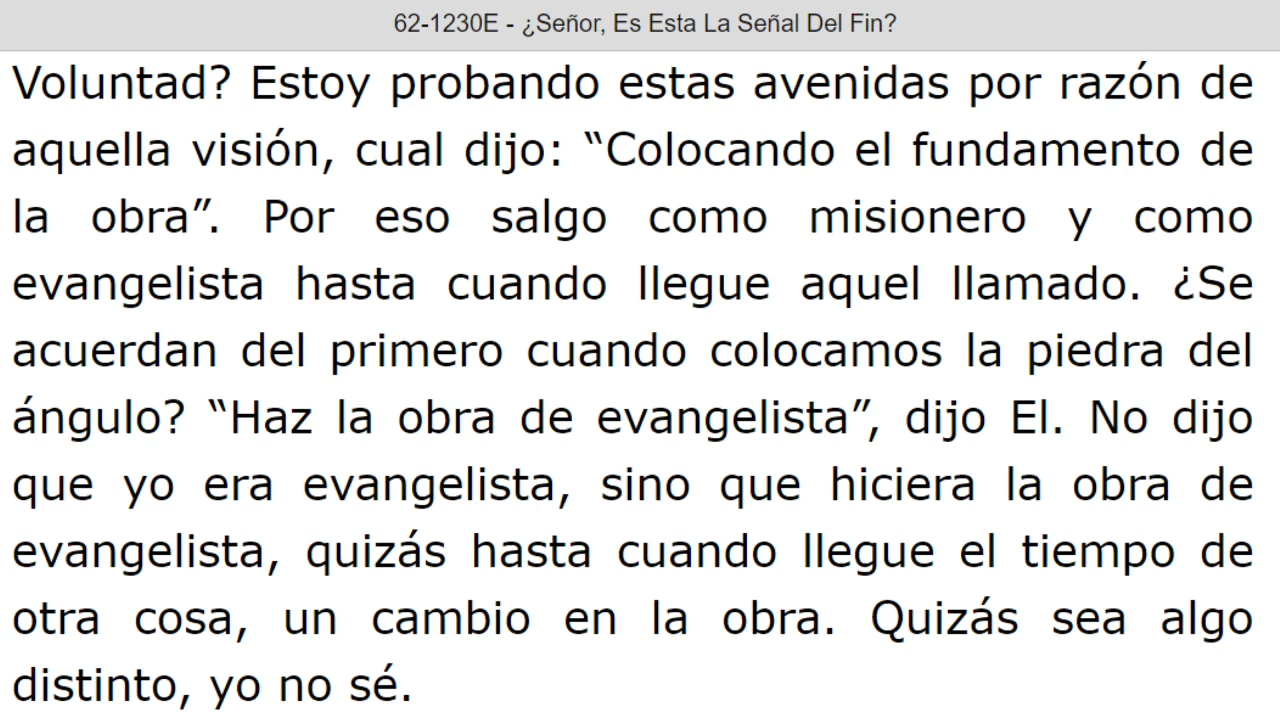 62-1230E - ¿Señor, Es Esta La Señal Del Fin?
Voluntad? Estoy probando estas avenidas por razón de
aquella visión, cual dijo: “Colocando el fundamento de
la obra”. Por eso salgo como misionero y como
evangelista hasta cuando llegue aquel llamado. ¿Se
acuerdan del primero cuando colocamos la piedra del
ángulo? “Haz la obra de evangelista”, dijo El. No dijo
que yo era evangelista, sino que hiciera la obra de
evangelista, quizás hasta cuando llegue el tiempo de
otra cosa, un cambio en la obra. Quizás sea algo
distinto, yo no sé.